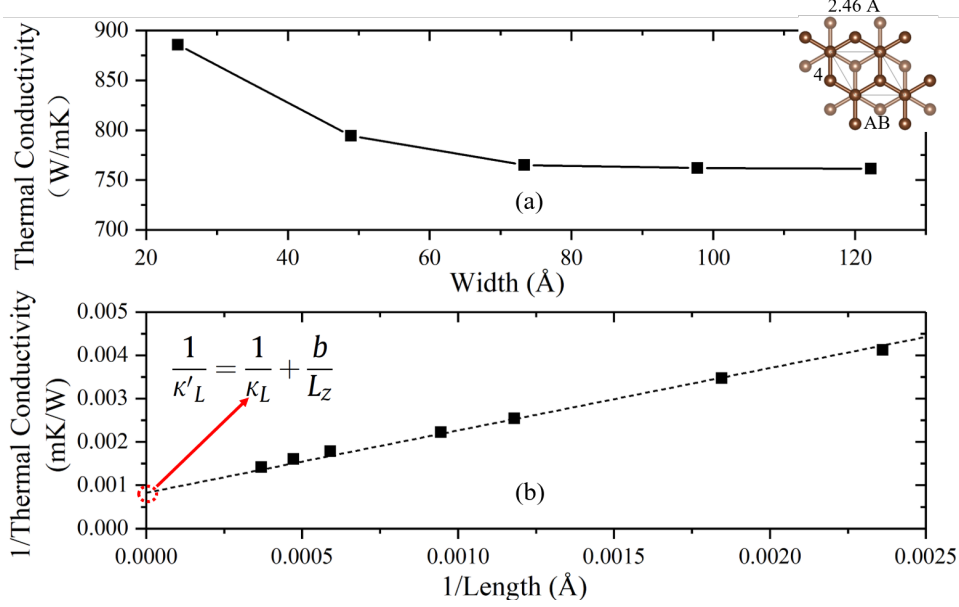 2.46 A
4
AB
Thermal Conductivity
(W/mK)
900
850
800
750
700
(a)
20
40
60
80
100
120
Width (Å)
1/Thermal Conductivity
(mK/W)
0.005
0.004
0.003
0.002
0.001
0.000
1/κ'L = 1/κL + b/Lz
(b)
0.0000
0.0005
0.0010
0.0015
0.0020
0.0025
1/Length (Å)